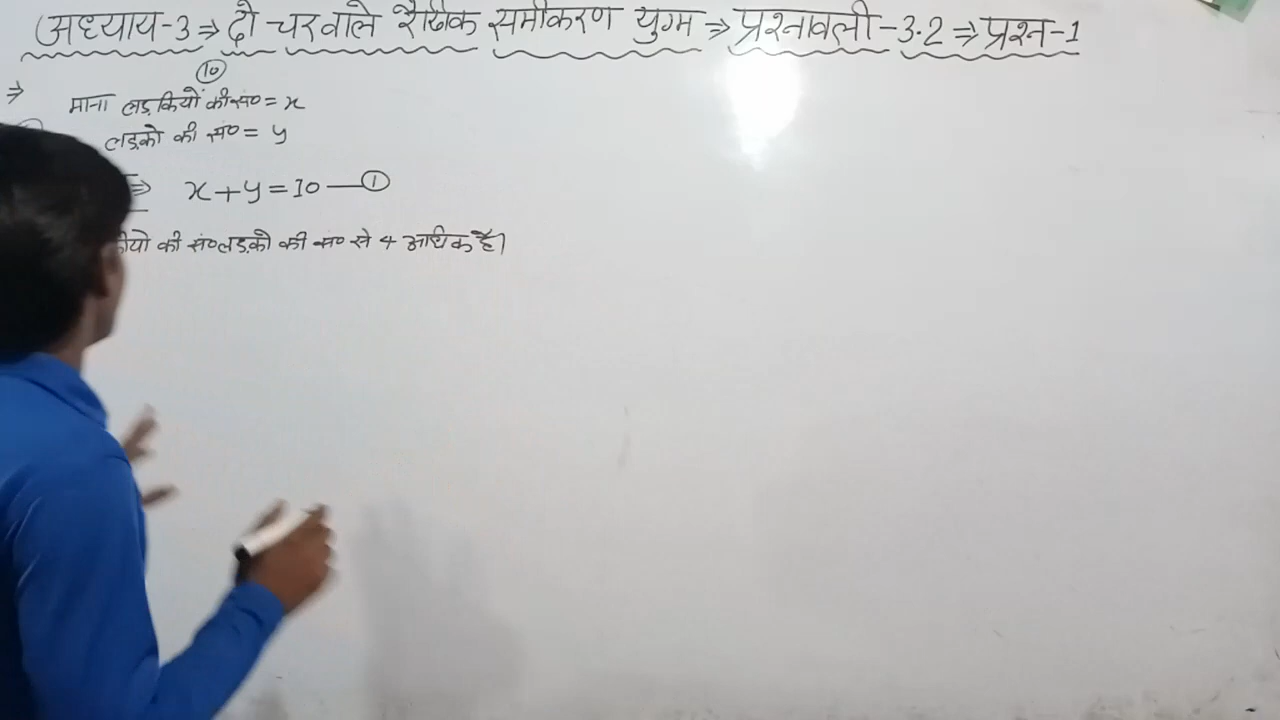 अध्याय-3⇒ दो चर वाले रैखिक समीकरण युग्म ⇒ प्रश्नावली-3.2 ⇒ प्रश्न-1
10
⇒ माना लड़कियों की सं० = x
लड़को की सं० = y
⇒ x+y=10 —①
की सं० लड़को की सं० से 4 अधिक है।